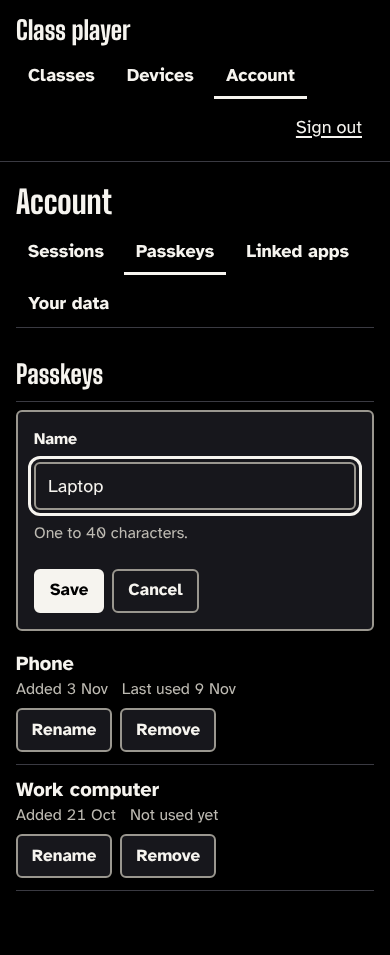 Class player
Classes Devices Account
Sign out
Account
Sessions Passkeys Linked apps
Your data
Passkeys
Name
Laptop
One to 40 characters.
Save Cancel
Phone
Added 3 Nov Last used 9 Nov
Rename Remove
Work computer
Added 21 Oct Not used yet
Rename Remove